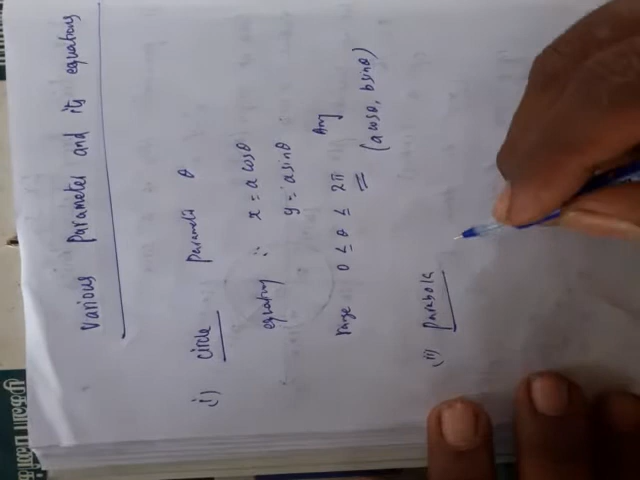 Various Parameter and its equations
(i) circle parameter θ
equation :- x = a cosθ
y = a sinθ
range 0 ≤ θ ≤ 2π Any
(a cosθ, b sinθ)
(ii) parabola